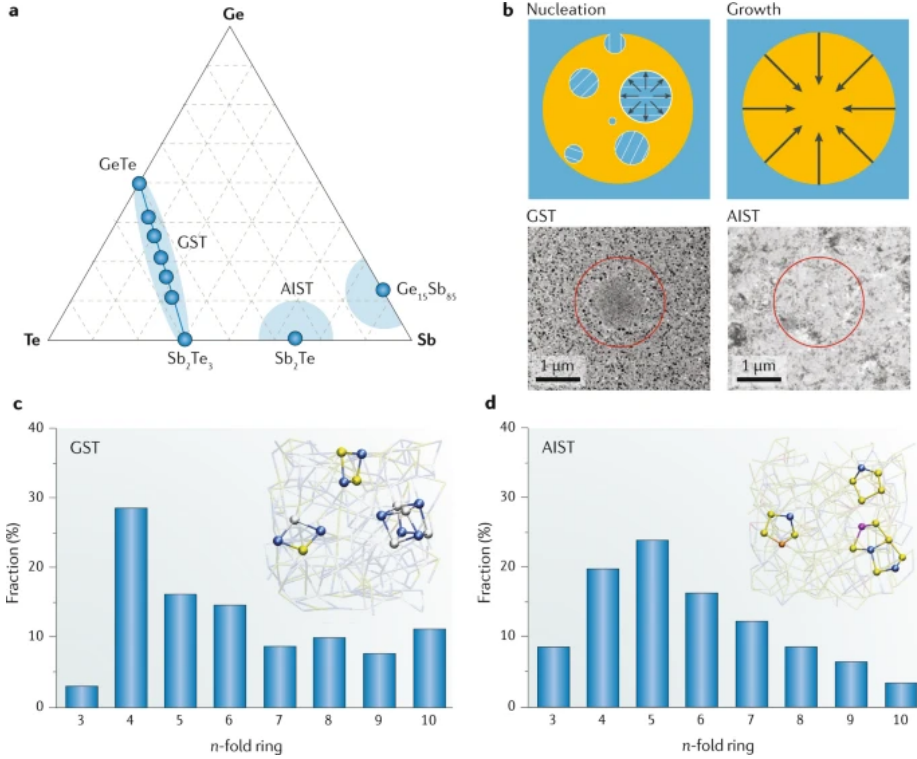 a
Ge
GeTe
GST
AIST
Ge₁₅Sb₈₅
Te
Sb
Sb₂Te₃
Sb₂Te
b
Nucleation
Growth
GST
AIST
1 µm
1 µm
c
GST
Fraction (%)
40
30
20
10
0
3 4 5 6 7 8 9 10
n-fold ring
d
AIST
Fraction (%)
40
30
20
10
0
3 4 5 6 7 8 9 10
n-fold ring